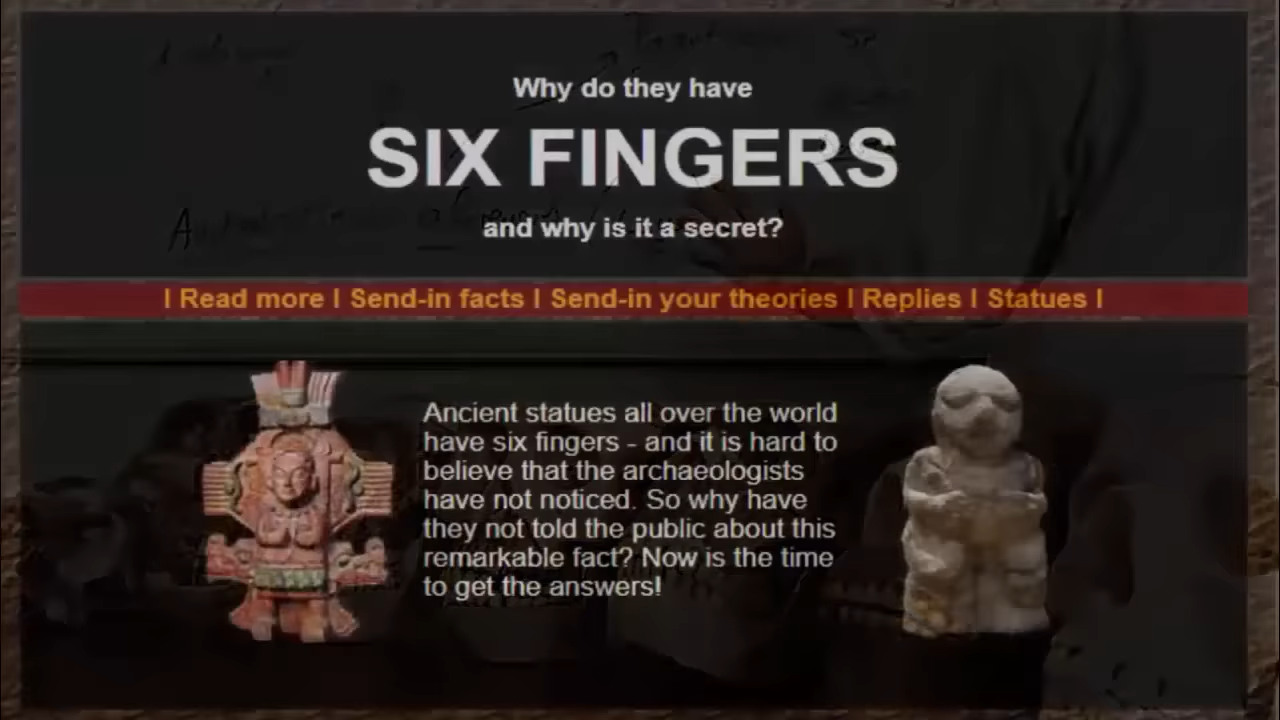 Why do they have
SIX FINGERS
and why is it a secret?
| Read more | Send-in facts | Send-in your theories | Replies | Statues |
Ancient statues all over the world
have six fingers - and it is hard to
believe that the archaeologists
have not noticed. So why have
they not told the public about this
remarkable fact? Now is the time
to get the answers!